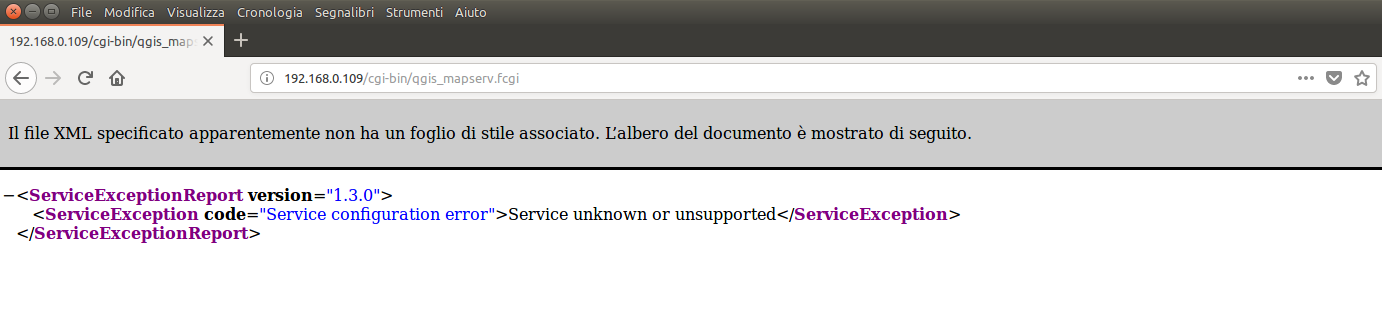 File Modifica Visualizza Cronologia Segnalibri Strumenti Aiuto
192.168.0.109/cgi-bin/qgis_map
192.168.0.109/cgi-bin/qgis_mapserv.fcgi
Il file XML specificato apparentemente non ha un foglio di stile associato. L’albero del documento è mostrato di seguito.
−<ServiceExceptionReport version="1.3.0">
<ServiceException code="Service configuration error">Service unknown or unsupported</ServiceException>
</ServiceExceptionReport>